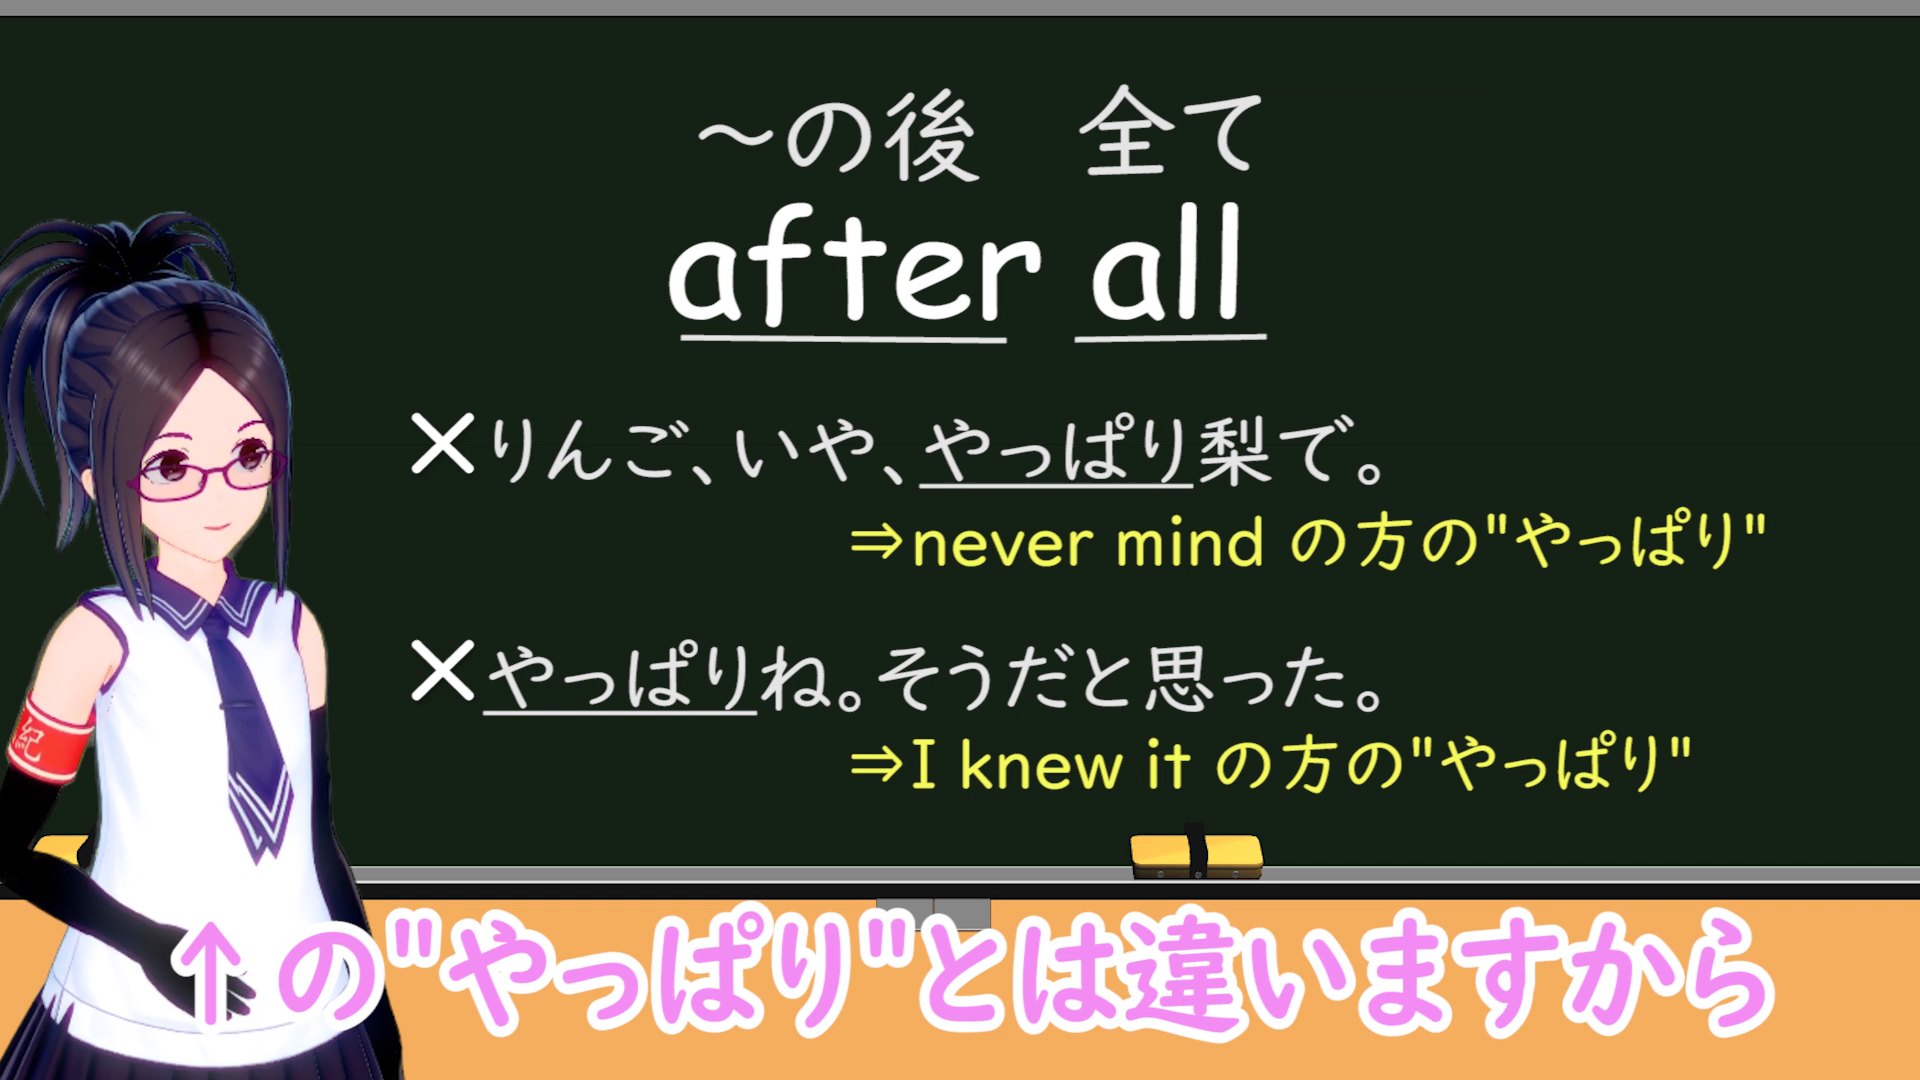 ～の後 全て
after all
×りんご、いや、やっぱり梨で。
⇒never mind の方の"やっぱり"
×やっぱりね。そうだと思った。
⇒I knew it の方の"やっぱり"
紀
↑の"やっぱり"とは違いますから